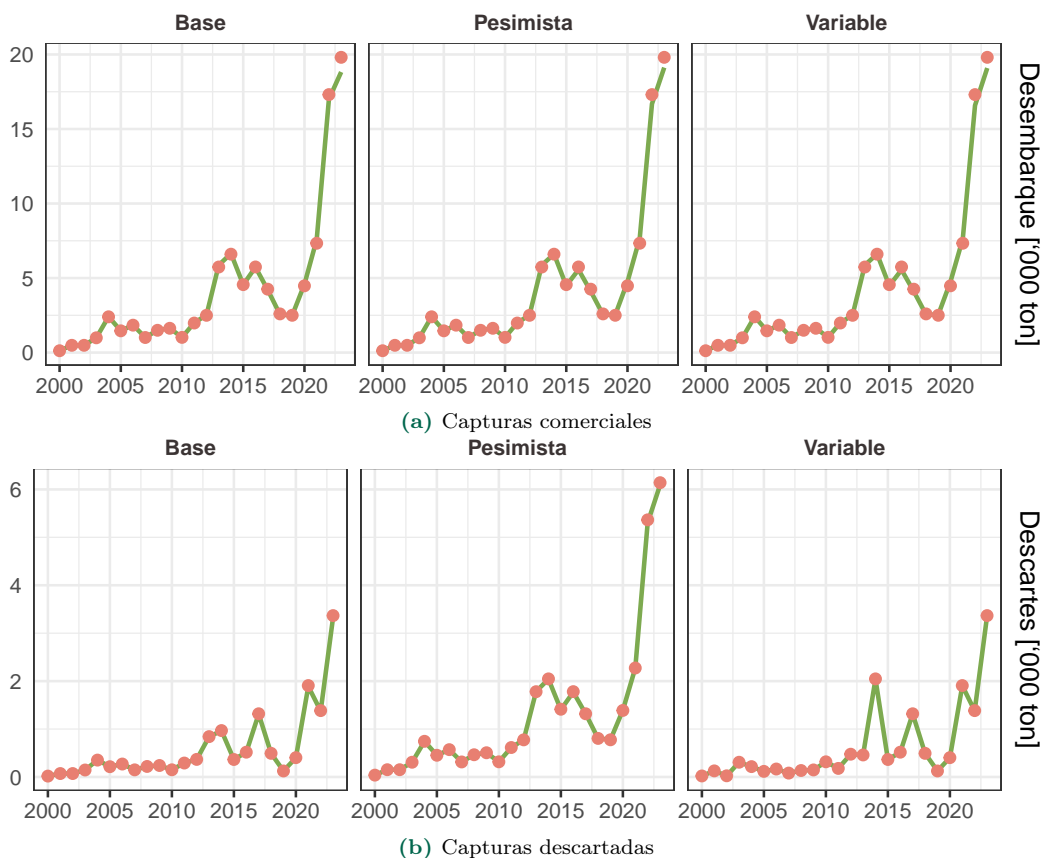 Base Pesimista Variable
20
15
10
5
0
Desembarque [‘000 ton]
2000 2005 2010 2015 2020 2000 2005 2010 2015 2020 2000 2005 2010 2015 2020
(a) Capturas comerciales
Base Pesimista Variable
6
4
2
0
Descartes [‘000 ton]
2000 2005 2010 2015 2020 2000 2005 2010 2015 2020 2000 2005 2010 2015 2020
(b) Capturas descartadas